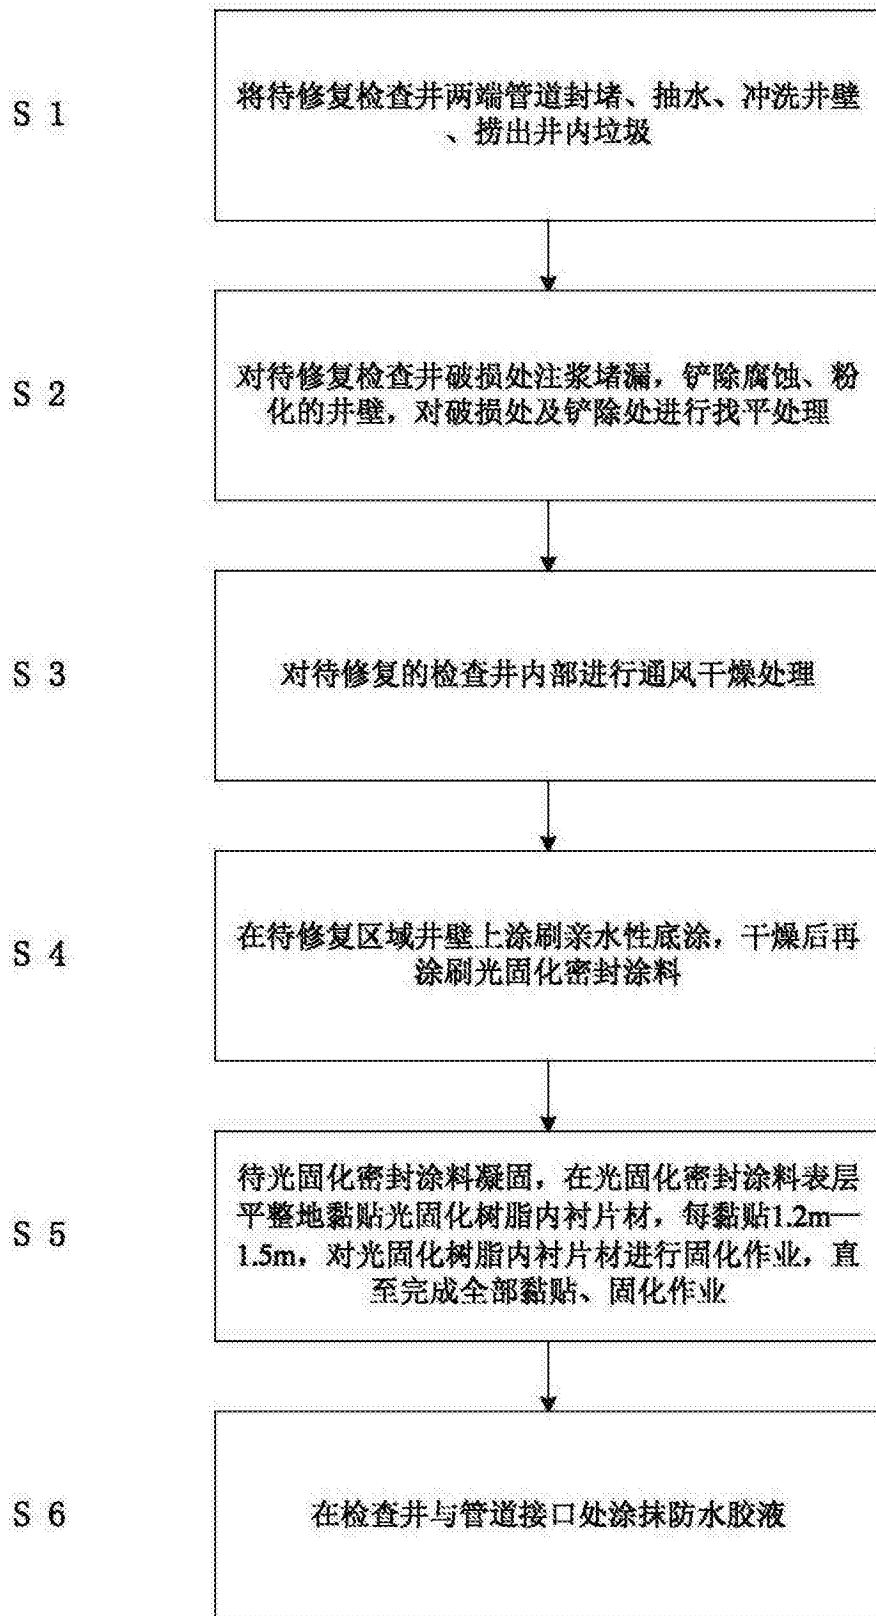 S 1
将待修复检查井两端管道封堵、抽水、冲洗井壁
、捞出井内垃圾
S 2
对待修复检查井破损处注浆堵漏，铲除腐蚀、粉
化的井壁，对破损处及铲除处进行找平处理
S 3
对待修复的检查井内部进行通风干燥处理
S 4
在待修复区域井壁上涂刷亲水性底涂，干燥后再
涂刷光固化密封涂料
S 5
待光固化密封涂料凝固，在光固化密封涂料表层
平整地黏贴光固化树脂内衬片材，每黏贴1.2m—
1.5m，对光固化树脂内衬片材进行固化作业，直
至完成全部黏贴、固化作业
S 6
在检查井与管道接口处涂抹防水胶液